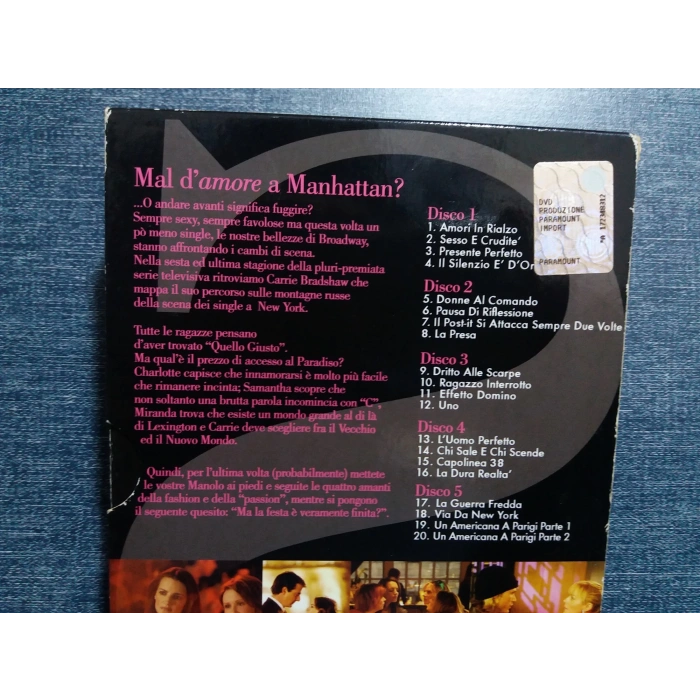 Mal d'amore a Manhattan?
...O andare avanti significa fuggire?
Sempre sexy, sempre favolose ma questa volta un
pò meno single, le nostre bellezze di Broadway,
stanno affrontando i cambi di scena.
Nella sesta ed ultima stagione della pluri-premiata
serie televisiva ritroviamo Carrie Bradshaw che
mappa il suo percorso sulle montagne russe
della scena dei single a New York.
Tutte le ragazze pensano
d'aver trovato “Quello Giusto”.
Ma qual'è il prezzo di accesso al Paradiso?
Charlotte capisce che innamorarsi è molto più facile
che rimanere incinta; Samantha scopre che
non soltanto una brutta parola incomincia con “C”,
Miranda trova che esiste un mondo grande al di là
di Lexington e Carrie deve scegliere fra il Vecchio
ed il Nuovo Mondo.
Quindi, per l'ultima volta (probabilmente) mettete
le vostre Manolo ai piedi e seguite le quattro amanti
della fashion e della “passion”, mentre si pongono
il seguente quesito: “Ma la festa è veramente finita?”.
Disco 1
1. Amori In Rialzo
2. Sesso E Crudite'
3. Presente Perfetto
4. Il Silenzio E' D'Or
Disco 2
5. Donne Al Comando
6. Pausa Di Riflessione
7. Il Post-it Si Attacca Sempre Due Volte
8. La Presa
Disco 3
9. Dritto Alle Scarpe
10. Ragazzo Interrotto
11. Effetto Domino
12. Uno
Disco 4
13. L'Uomo Perfetto
14. Chi Sale E Chi Scende
15. Capolinea 38
16. La Dura Realta'
Disco 5
17. La Guerra Fredda
18. Via Da New York
19. Un Americana A Parigi Parte 1
20. Un Americana A Parigi Parte 2
DVD
PRODUZIONE
PARAMOUNT
IMPORT
PARAMOUNT